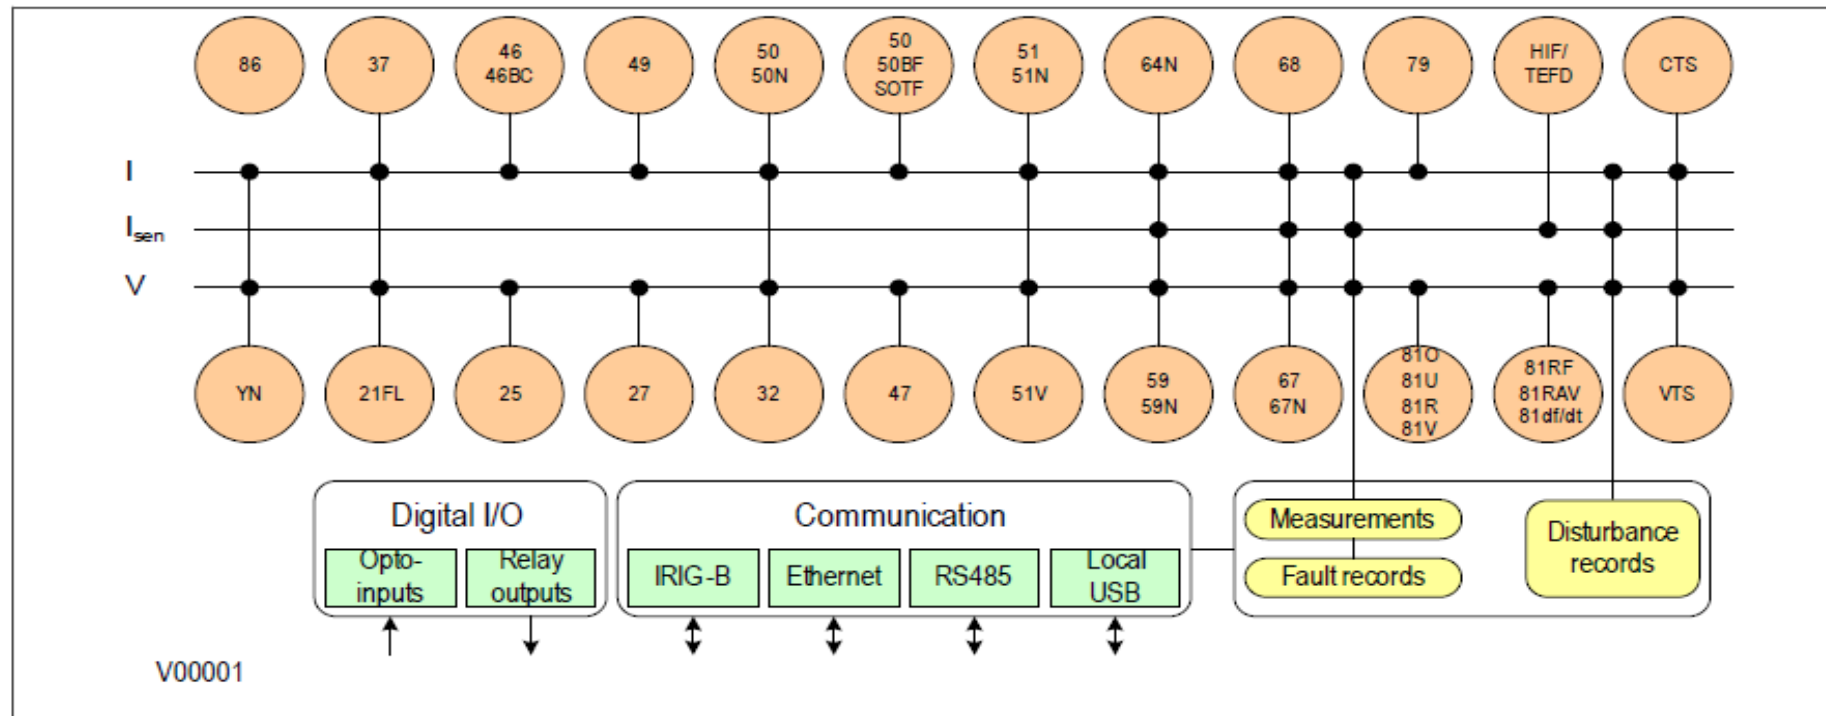 86
37
46
46BC
49
50
50N
50
50BF
SOTF
51
51N
64N
68
79
HIF/
TEFD
CTS
I
Isen
V
YN
21FL
25
27
32
47
51V
59
59N
67
67N
81O
81U
81R
81V
81RF
81RAV
81df/dt
VTS
Digital I/O
Opto-
inputs
Relay
outputs
Communication
IRIG-B
Ethernet
RS485
Local
USB
Measurements
Fault records
Disturbance
records
V00001